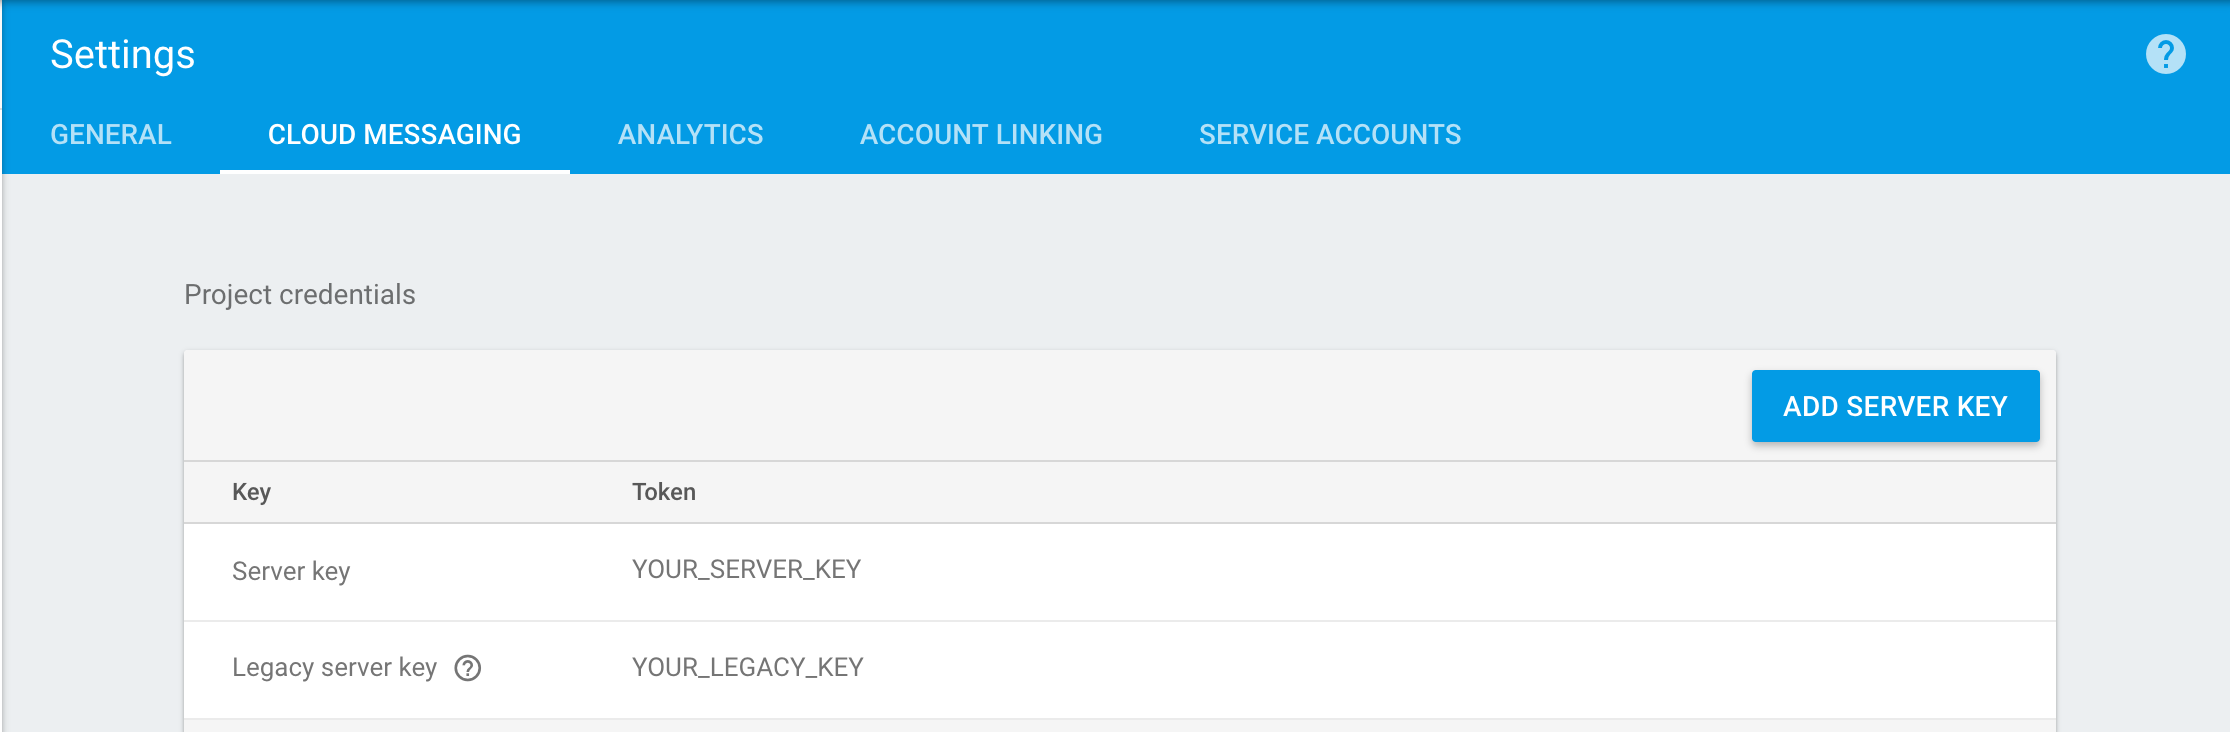 Settings
?
GENERAL CLOUD MESSAGING ANALYTICS ACCOUNT LINKING SERVICE ACCOUNTS
Project credentials
ADD SERVER KEY
Key Token
Server key YOUR_SERVER_KEY
Legacy server key ? YOUR_LEGACY_KEY